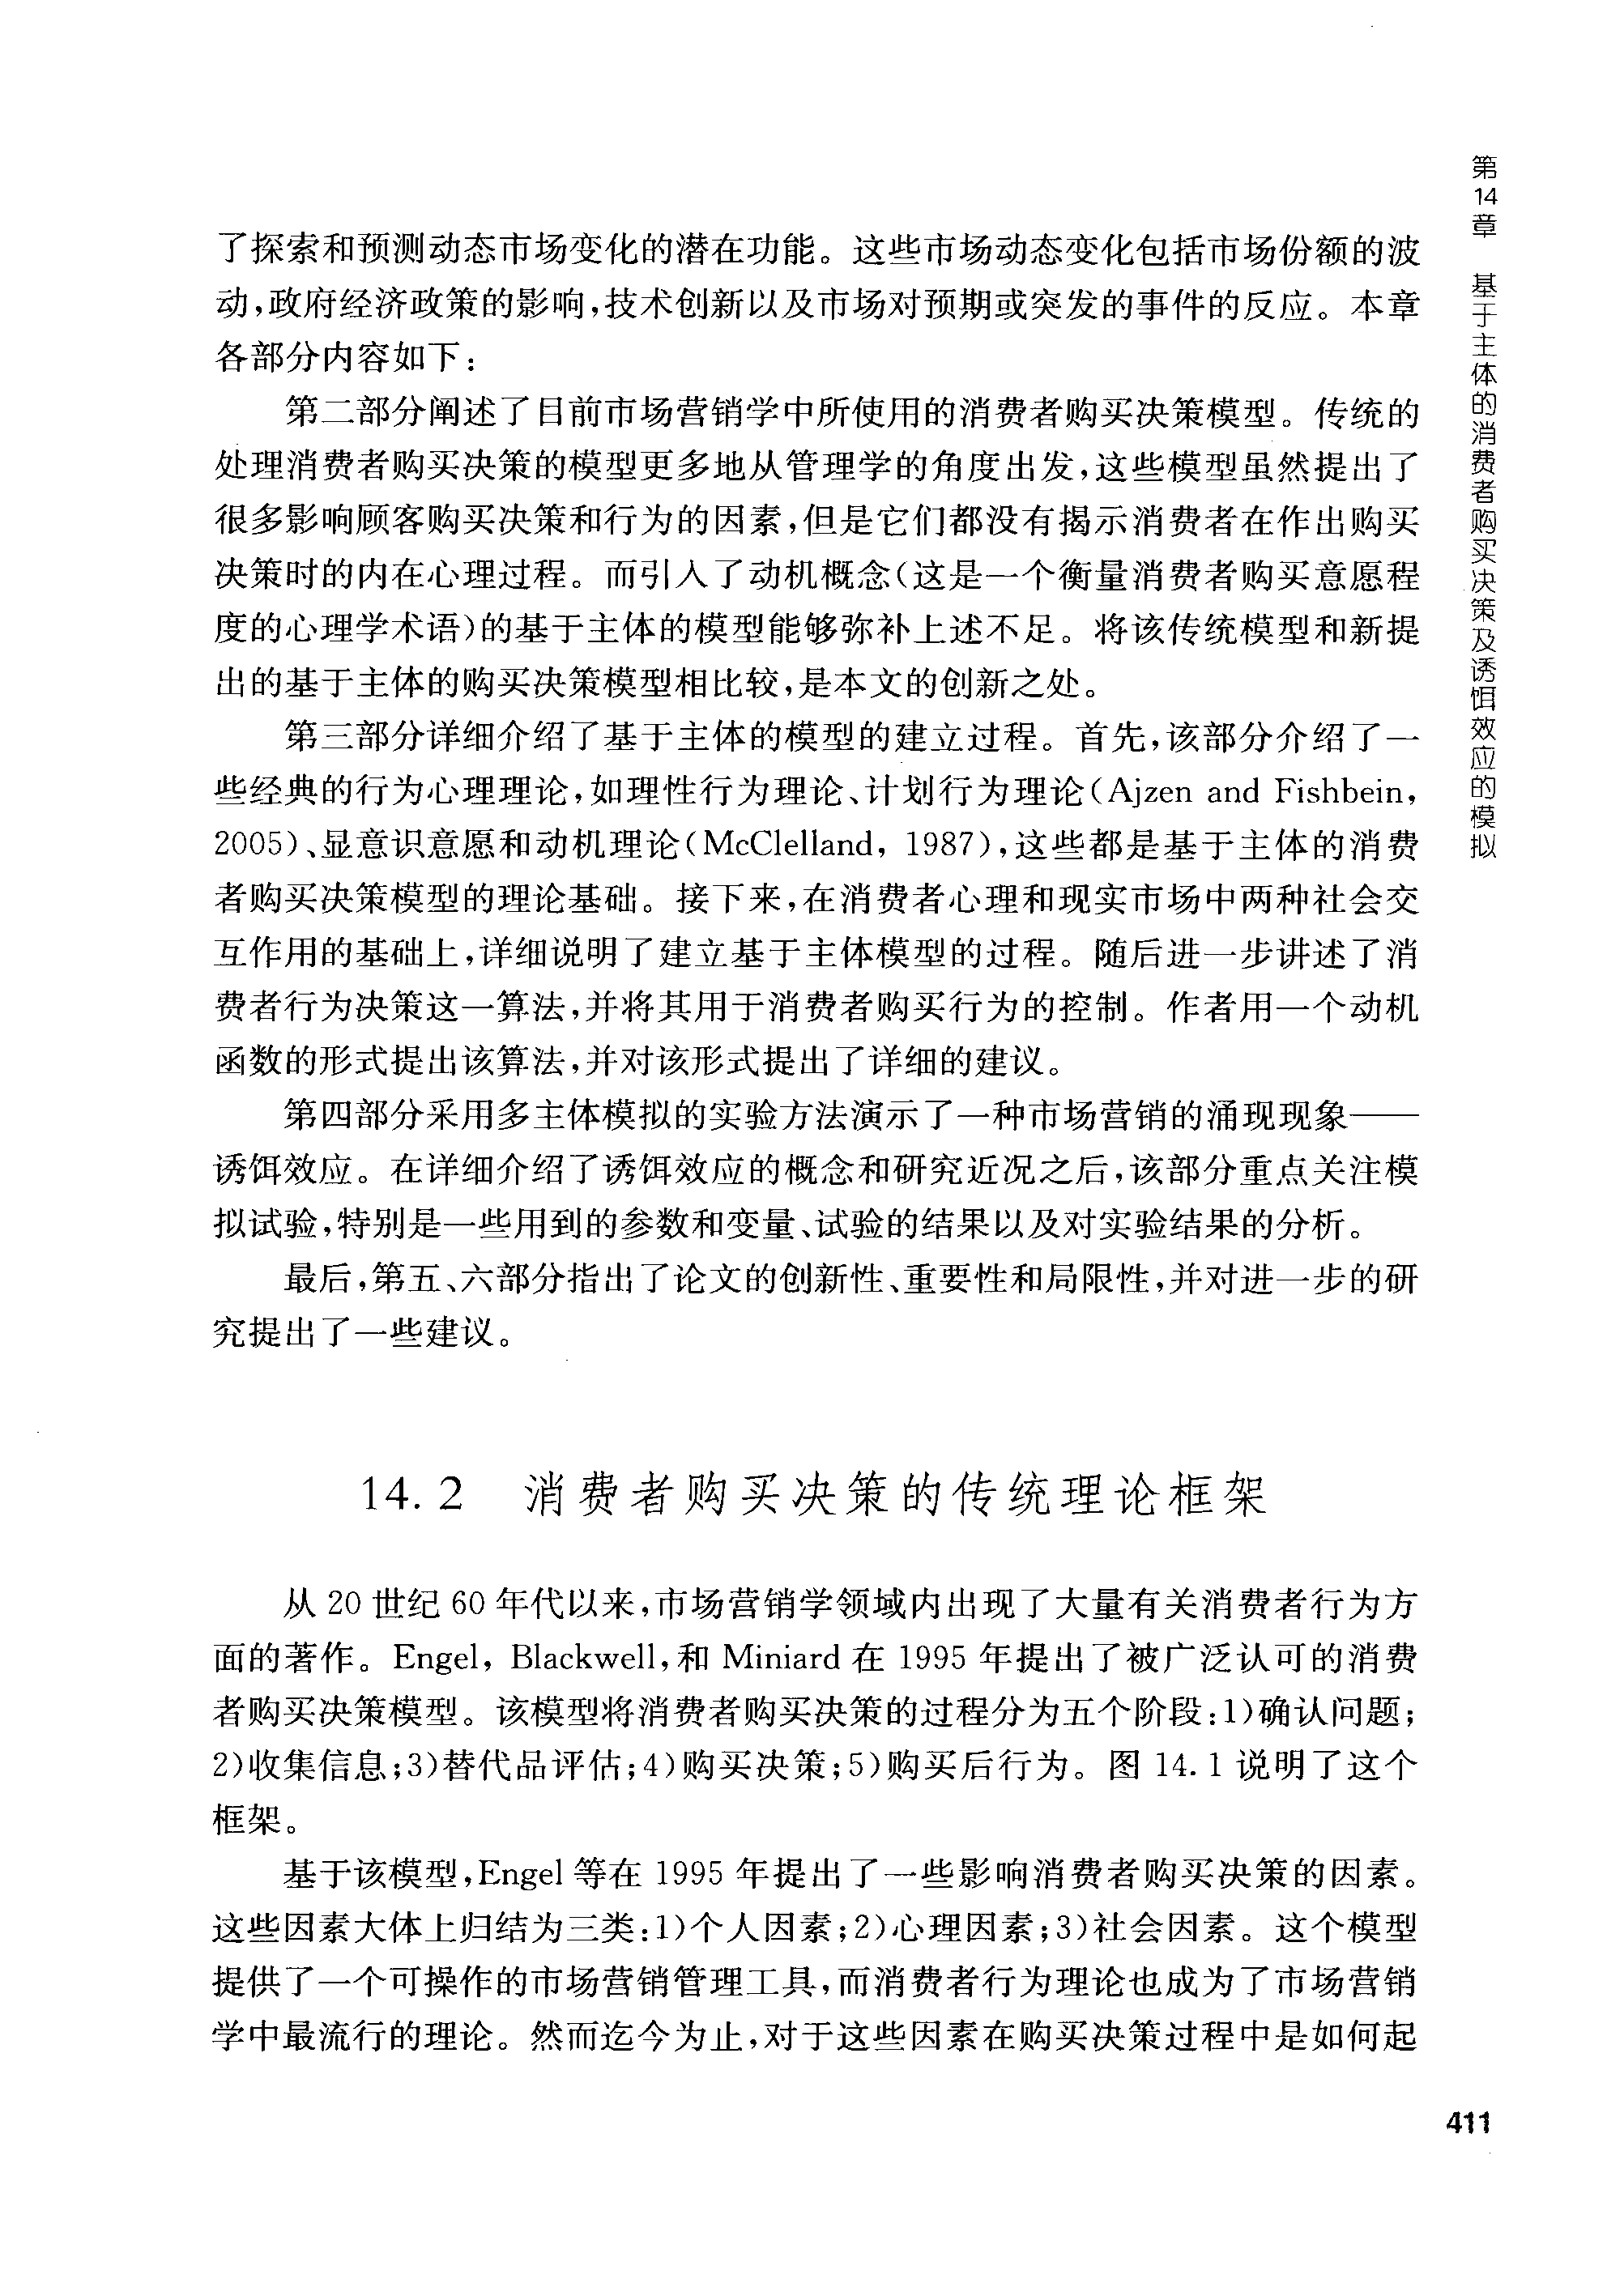 第14章 基于主体的消费者购买决策及诱饵效应的模拟
了探索和预测动态市场变化的潜在功能。这些市场动态变化包括市场份额的波
动,政府经济政策的影响,技术创新以及市场对预期或突发的事件的反应。本章
各部分内容如下：
第二部分阐述了目前市场营销学中所使用的消费者购买决策模型。传统的
处理消费者购买决策的模型更多地从管理学的角度出发,这些模型虽然提出了
很多影响顾客购买决策和行为的因素,但是它们都没有揭示消费者在作出购买
决策时的内在心理过程。而引入了动机概念(这是一个衡量消费者购买意愿程
度的心理学术语)的基于主体的模型能够弥补上述不足。将该传统模型和新提
出的基于主体的购买决策模型相比较,是本文的创新之处。
第三部分详细介绍了基于主体的模型的建立过程。首先,该部分介绍了一
些经典的行为心理理论,如理性行为理论、计划行为理论(Ajzen and Fishbein,
2005)、显意识意愿和动机理论(McClelland, 1987),这些都是基于主体的消费
者购买决策模型的理论基础。接下来,在消费者心理和现实市场中两种社会交
互作用的基础上,详细说明了建立基于主体模型的过程。随后进一步讲述了消
费者行为决策这一算法,并将其用于消费者购买行为的控制。作者用一个动机
函数的形式提出该算法,并对该形式提出了详细的建议。
第四部分采用多主体模拟的实验方法演示了一种市场营销的涌现现象——
诱饵效应。在详细介绍了诱饵效应的概念和研究近况之后,该部分重点关注模
拟试验,特别是一些用到的参数和变量、试验的结果以及对实验结果的分析。
最后,第五、六部分指出了论文的创新性、重要性和局限性,并对进一步的研
究提出了一些建议。
14.2 消费者购买决策的传统理论框架
从 20 世纪 60 年代以来,市场营销学领域内出现了大量有关消费者行为方
面的著作。Engel, Blackwell,和 Miniard 在 1995 年提出了被广泛认可的消费
者购买决策模型。该模型将消费者购买决策的过程分为五个阶段:1)确认问题;
2)收集信息;3)替代品评估;4)购买决策;5)购买后行为。图 14.1 说明了这个
框架。
基于该模型,Engel 等在 1995 年提出了一些影响消费者购买决策的因素。
这些因素大体上归结为三类:1)个人因素;2)心理因素;3)社会因素。这个模型
提供了一个可操作的市场营销管理工具,而消费者行为理论也成为了市场营销
学中最流行的理论。然而迄今为止,对于这些因素在购买决策过程中是如何起
411